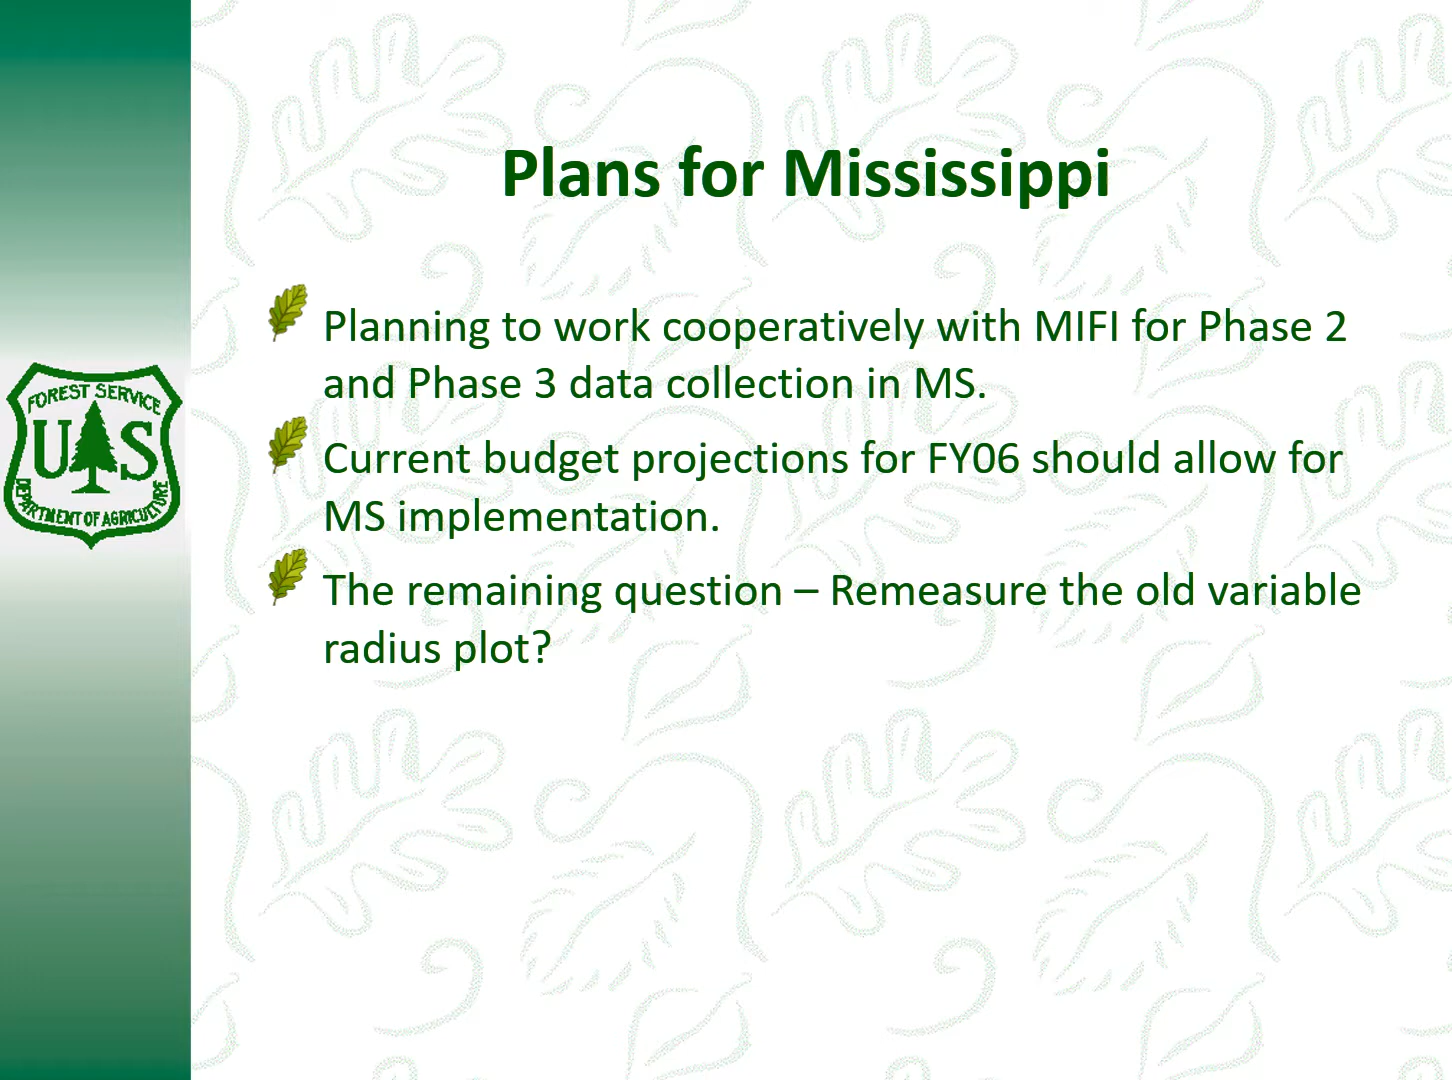 Plans for Mississippi
Planning to work cooperatively with MIFI for Phase 2
and Phase 3 data collection in MS.
Current budget projections for FY06 should allow for
MS implementation.
The remaining question – Remeasure the old variable
radius plot?
FOREST SERVICE
U S
DEPARTMENT OF AGRICULTURE